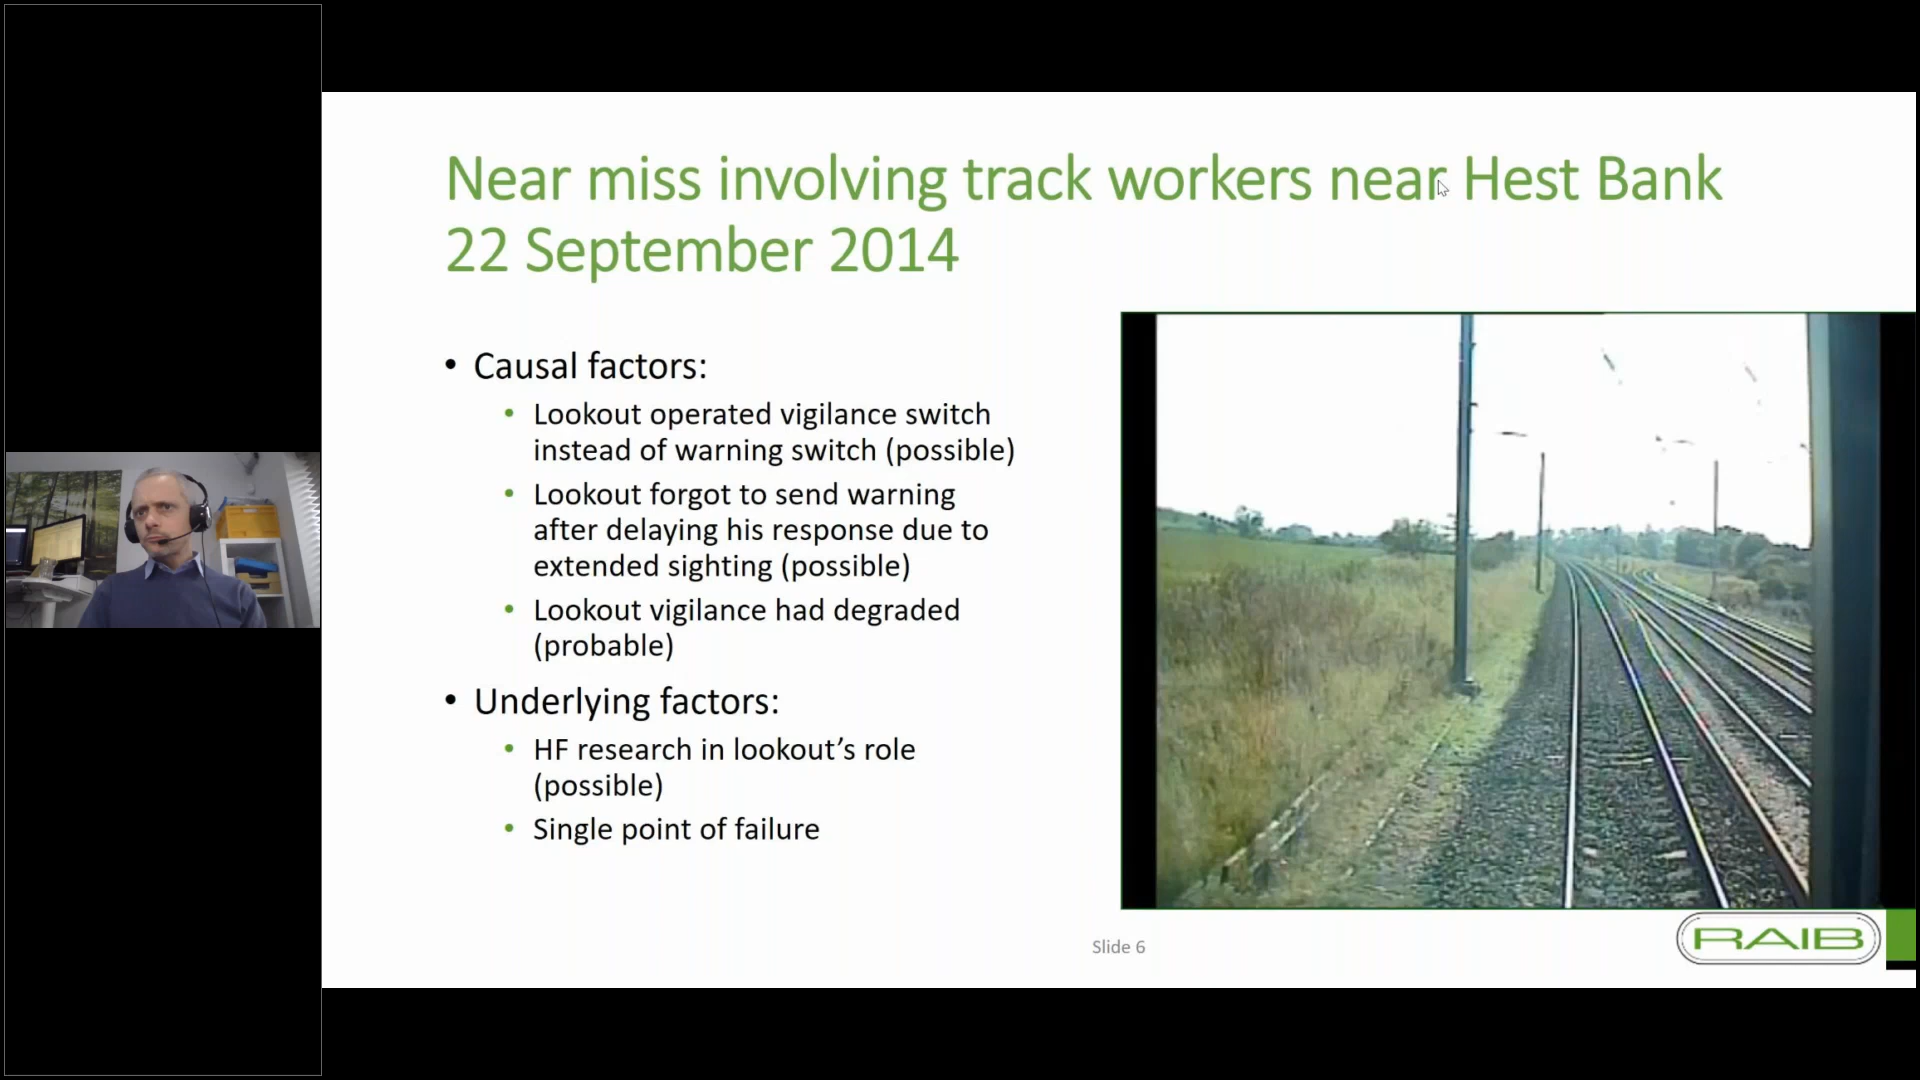 Near miss involving track workers near Hest Bank
22 September 2014
• Causal factors:
• Lookout operated vigilance switch
instead of warning switch (possible)
• Lookout forgot to send warning
after delaying his response due to
extended sighting (possible)
• Lookout vigilance had degraded
(probable)
• Underlying factors:
• HF research in lookout’s role
(possible)
• Single point of failure
Slide 6
RAIB